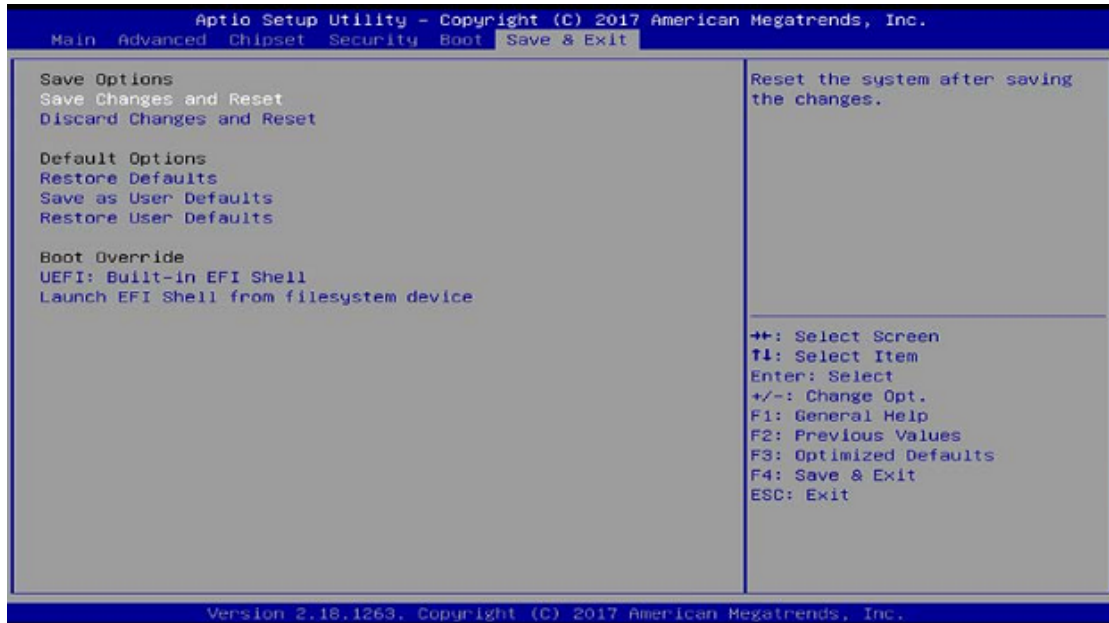 Aptio Setup Utility – Copyright (C) 2017 American Megatrends, Inc.
Main Advanced Chipset Security Boot Save & Exit
Save Options
Save Changes and Reset
Discard Changes and Reset
Default Options
Restore Defaults
Save as User Defaults
Restore User Defaults
Boot Override
UEFI: Built-in EFI Shell
Launch EFI Shell from filesystem device
Reset the system after saving
the changes.
→←: Select Screen
↑↓: Select Item
Enter: Select
+/-: Change Opt.
F1: General Help
F2: Previous Values
F3: Optimized Defaults
F4: Save & Exit
ESC: Exit
Version 2.18.1263. Copyright (C) 2017 American Megatrends, Inc.